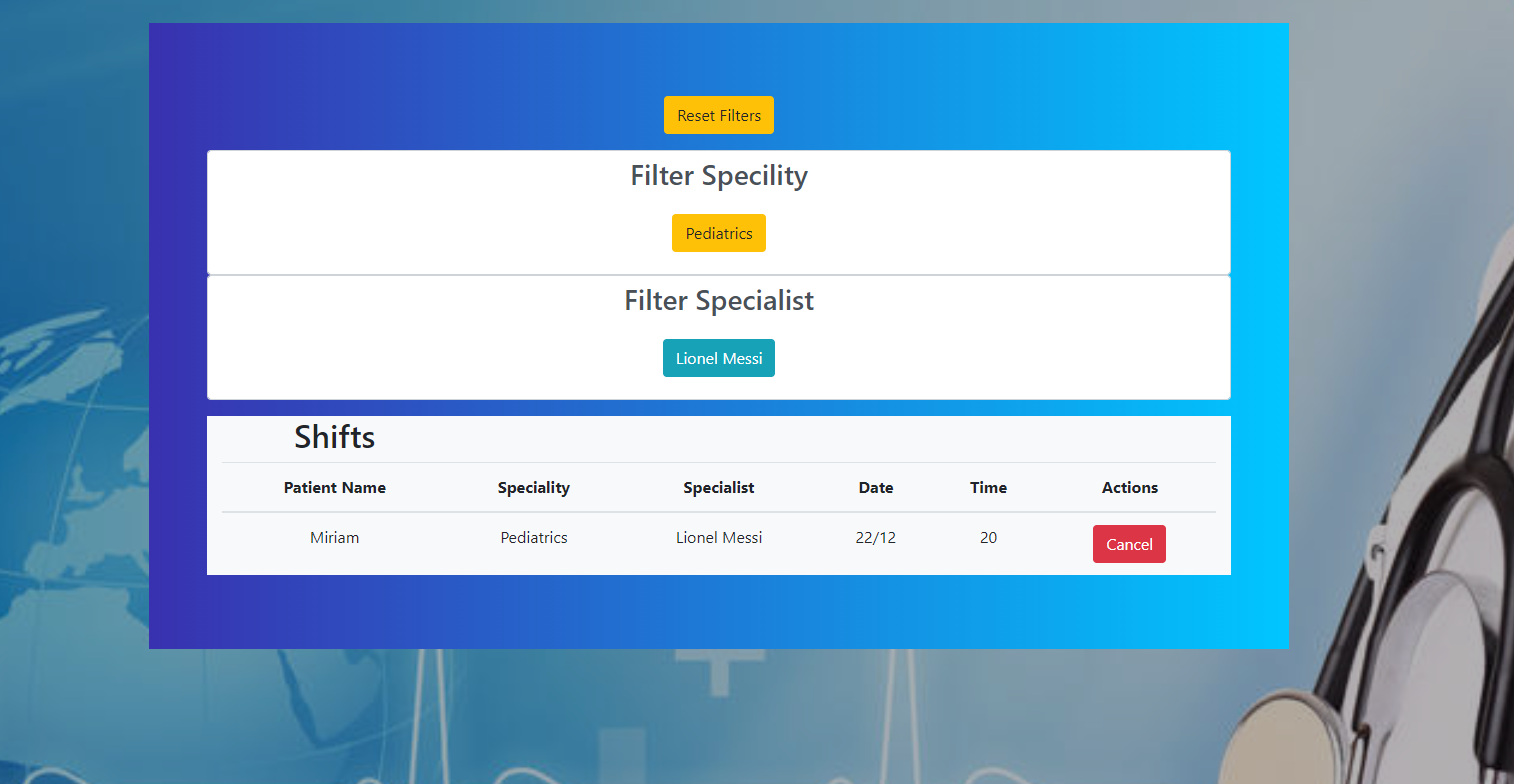 Reset Filters
Filter Specility
Pediatrics
Filter Specialist
Lionel Messi
Shifts
Patient Name Speciality Specialist Date Time Actions
Miriam Pediatrics Lionel Messi 22/12 20 Cancel